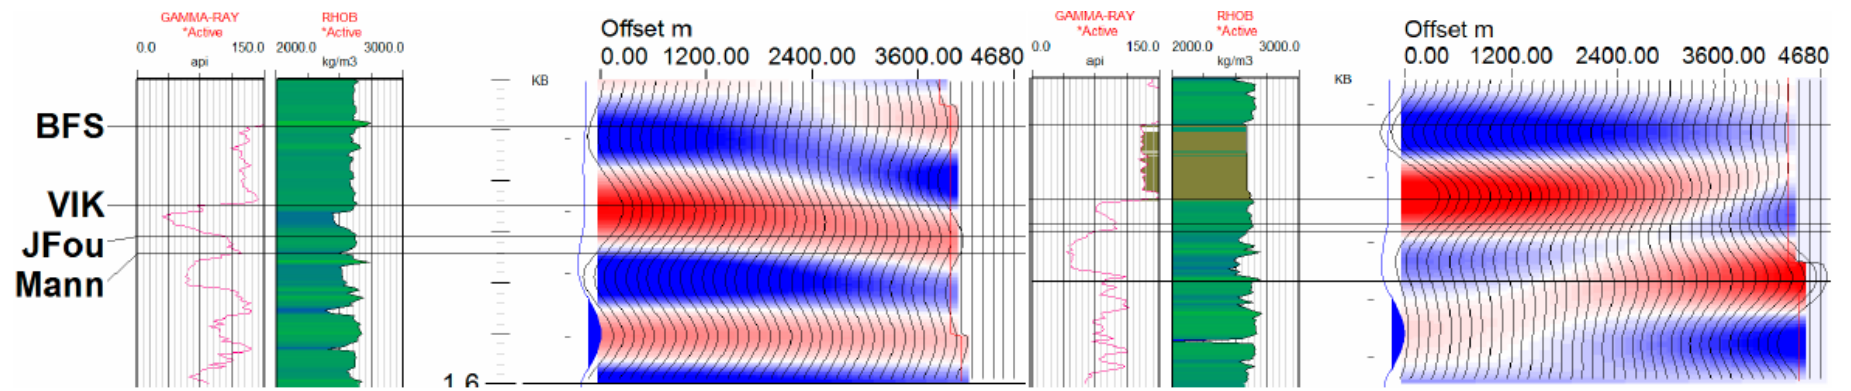 GAMMA-RAY
*Active
0.0 150.0
api
RHOB
*Active
2000.0 3000.0
kg/m3
Offset m
0.00 1200.00 2400.00 3600.00 4680
KB
BFS
VIK
JFou
Mann
1.6
GAMMA-RAY
*Active
0.0 150.0
api
RHOB
*Active
2000.0 3000.0
kg/m3
Offset m
0.00 1200.00 2400.00 3600.00 4680
KB